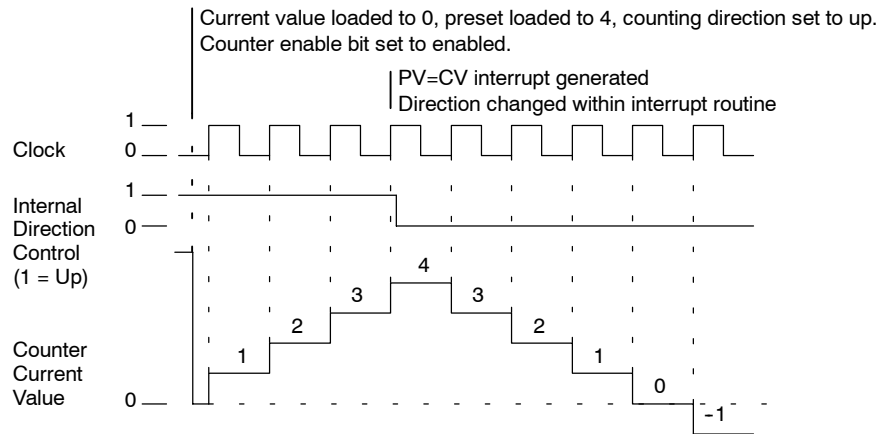 Current value loaded to 0, preset loaded to 4, counting direction set to up.
Counter enable bit set to enabled.
PV=CV interrupt generated
Direction changed within interrupt routine
1
Clock
0
1
Internal
Direction
0
Control
(1 = Up)
4
3
3
2
2
1
1
Counter
Current
Value
0
0
-1